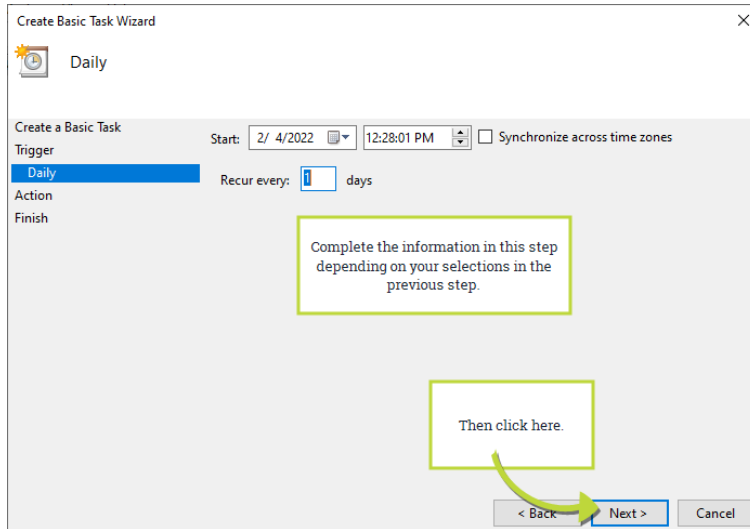 Create Basic Task Wizard
Daily
Create a Basic Task
Trigger
Daily
Action
Finish
Start: 2/ 4/2022 12:28:01 PM Synchronize across time zones
Recur every: 1 days
Complete the information in this step
depending on your selections in the
previous step.
Then click here.
< Back Next > Cancel